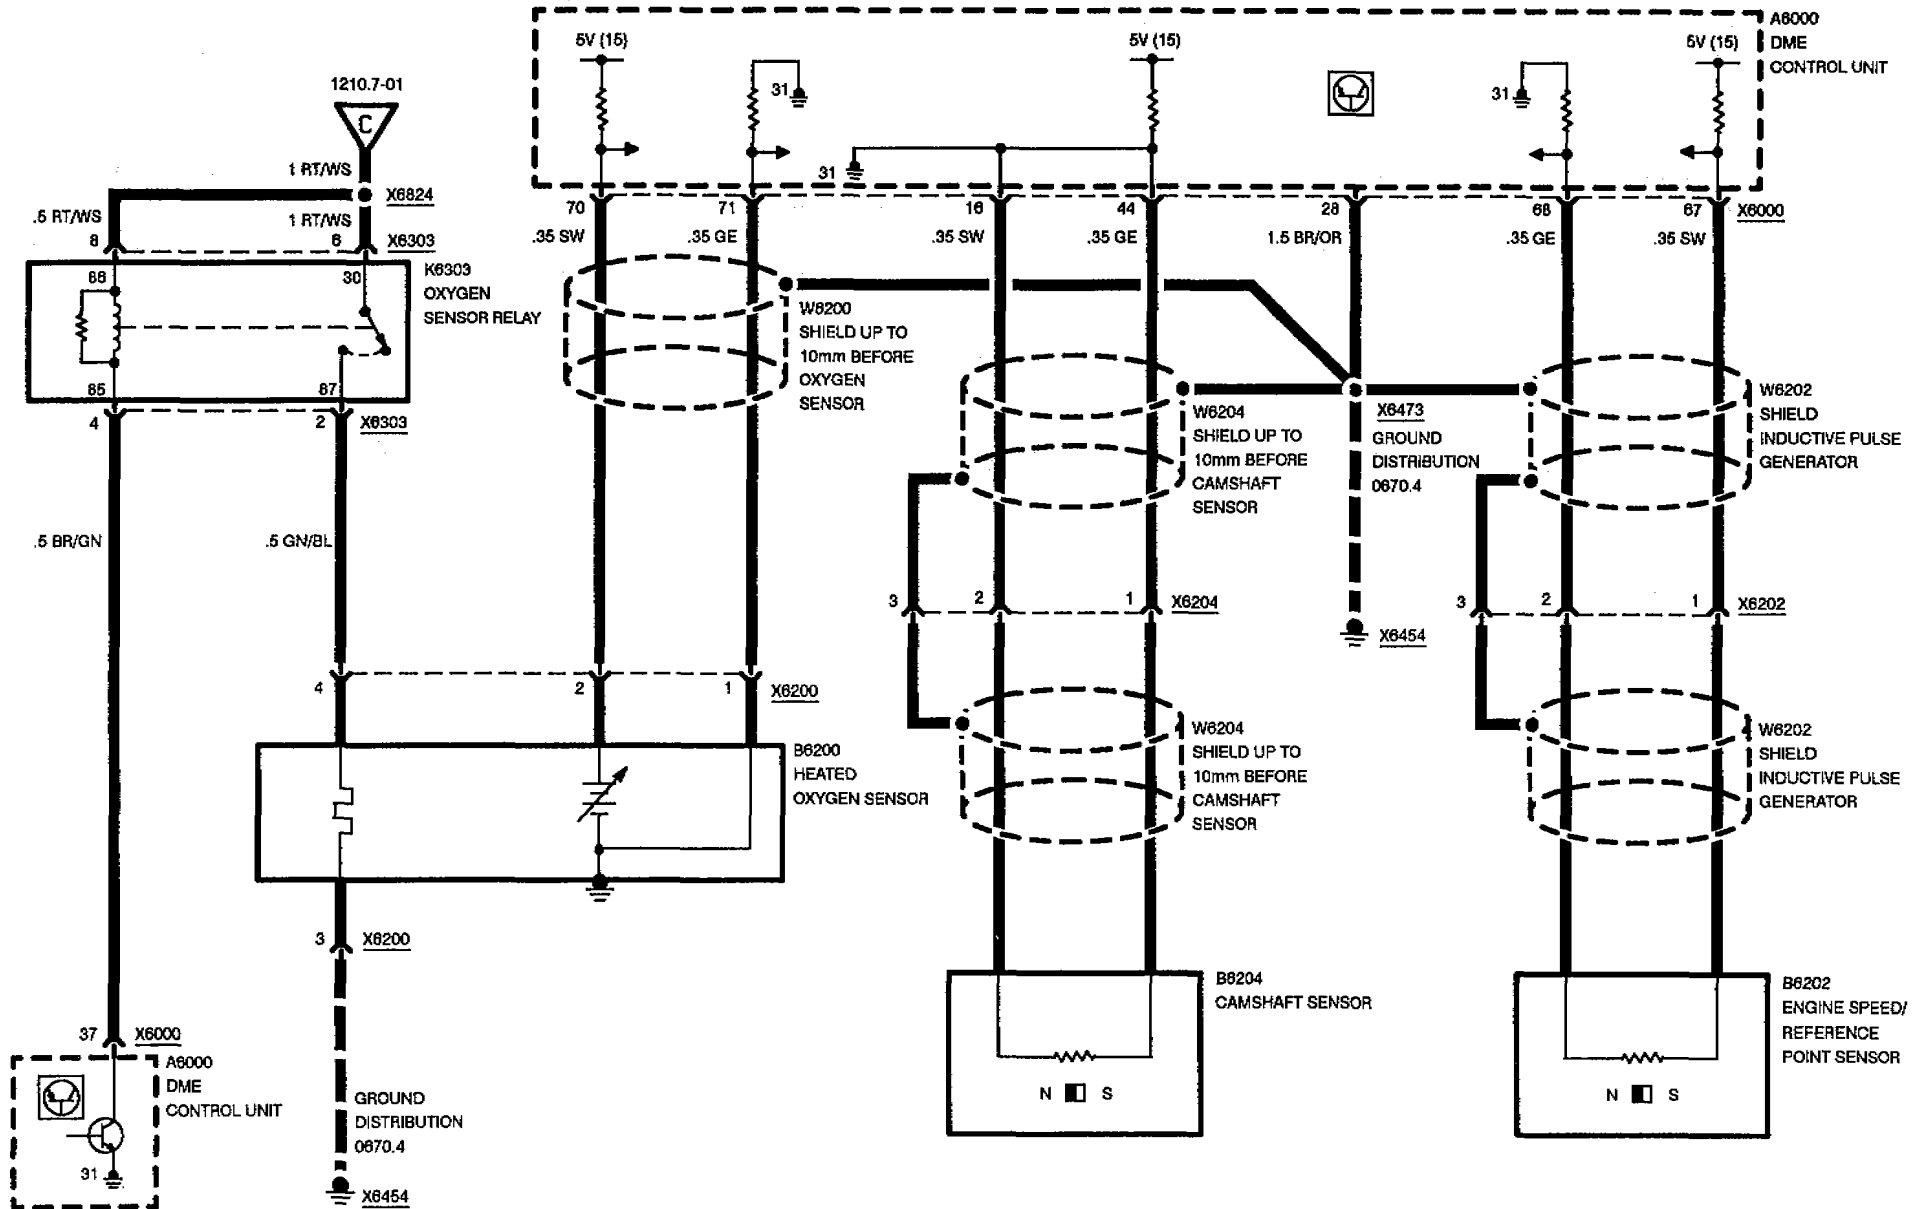 A6000
DME
CONTROL UNIT
5V (15)
31
31
5V (15)
31
5V (15)
1210.7-01
C
1 RT/WS
X6824
.5 RT/WS
1 RT/WS
8
6
X6303
70
71
16
44
28
68
67
X6000
.35 SW
.35 GE
.35 SW
.35 GE
1.5 BR/OR
.35 GE
.35 SW
86
30
K6303
OXYGEN
SENSOR RELAY
85
87
4
2
X6303
W6200
SHIELD UP TO
10mm BEFORE
OXYGEN
SENSOR
W6204
SHIELD UP TO
10mm BEFORE
CAMSHAFT
SENSOR
X6473
GROUND
DISTRIBUTION
0670.4
W6202
SHIELD
INDUCTIVE PULSE
GENERATOR
.5 BR/GN
.5 GN/BL
3
2
1
X6204
X6454
3
2
1
X6202
4
2
1
X6200
B6200
HEATED
OXYGEN SENSOR
W6204
SHIELD UP TO
10mm BEFORE
CAMSHAFT
SENSOR
W6202
SHIELD
INDUCTIVE PULSE
GENERATOR
3
X6200
B6204
CAMSHAFT SENSOR
N
S
B6202
ENGINE SPEED/
REFERENCE
POINT SENSOR
N
S
37
X6000
A6000
DME
CONTROL UNIT
31
GROUND
DISTRIBUTION
0670.4
X6454